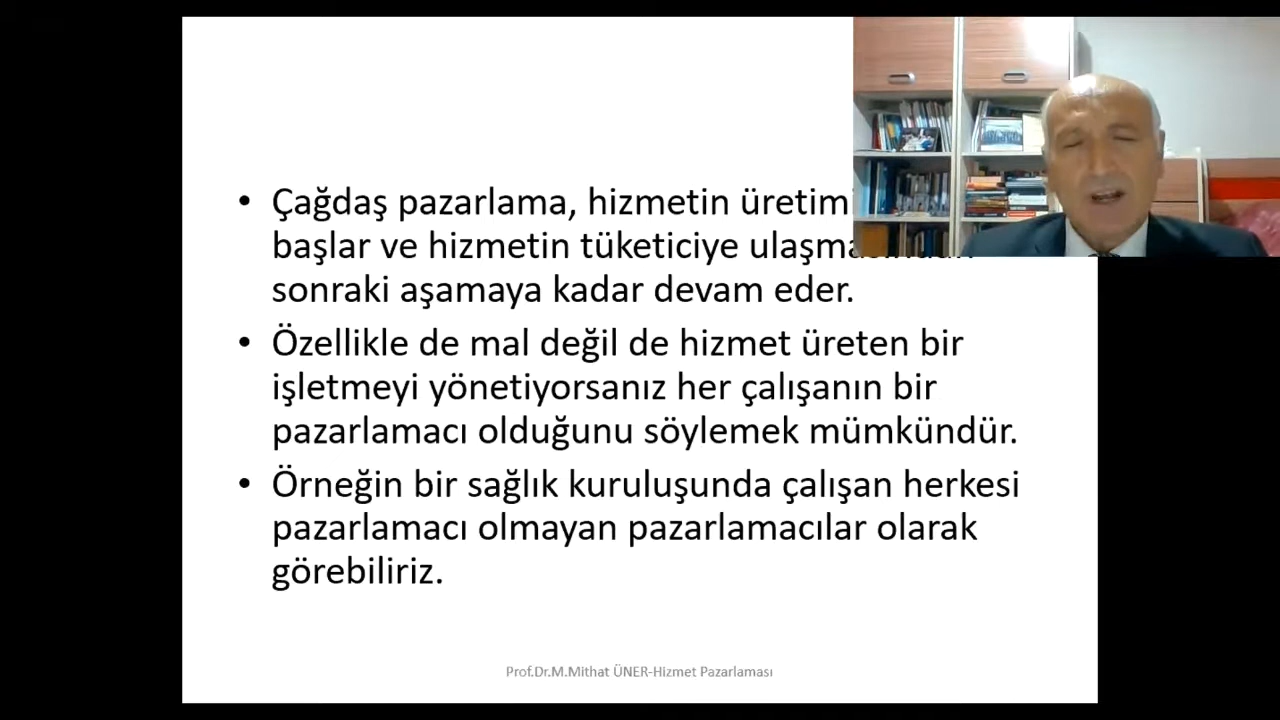 • Çağdaş pazarlama, hizmetin
başlar ve hizmetin tüketiciye
sonraki aşamaya kadar devam eder.
• Özellikle de mal değil de hizmet üreten bir
işletmeyi yönetiyorsanız her çalışanın bir
pazarlamacı olduğunu söylemek mümkündür.
• Örneğin bir sağlık kuruluşunda çalışan herkesi
pazarlamacı olmayan pazarlamacılar olarak
görebiliriz.
Prof.Dr.M.Mithat ÜNER-Hizmet Pazarlaması